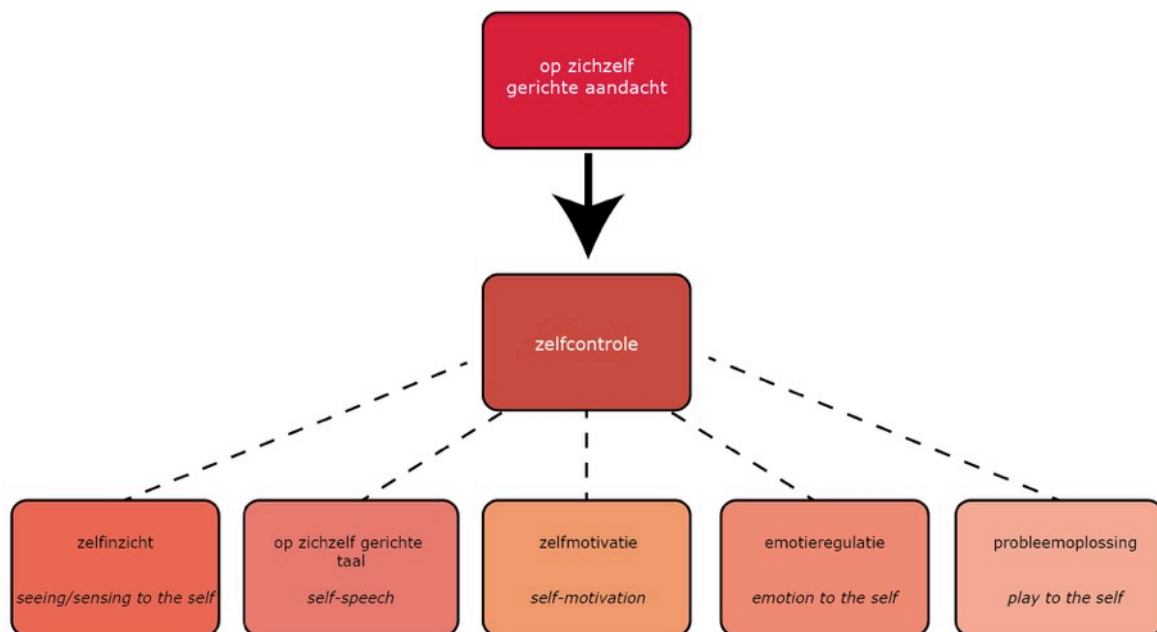 op zichzelf
gerichte aandacht
zelfcontrole
zelfinzicht
seeing/sensing to the self
op zichzelf gerichte
taal
self-speech
zelfmotivatie
self-motivation
emotieregulatie
emotion to the self
probleemoplossing
play to the self